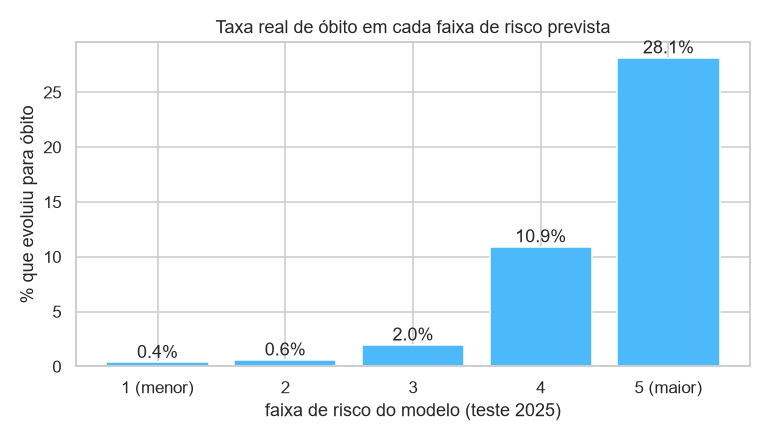 Taxa real de óbito em cada faixa de risco prevista
% que evoluiu para óbito
25
20
15
10
5
0
0.4%
0.6%
2.0%
10.9%
28.1%
1 (menor)
2
3
4
5 (maior)
faixa de risco do modelo (teste 2025)